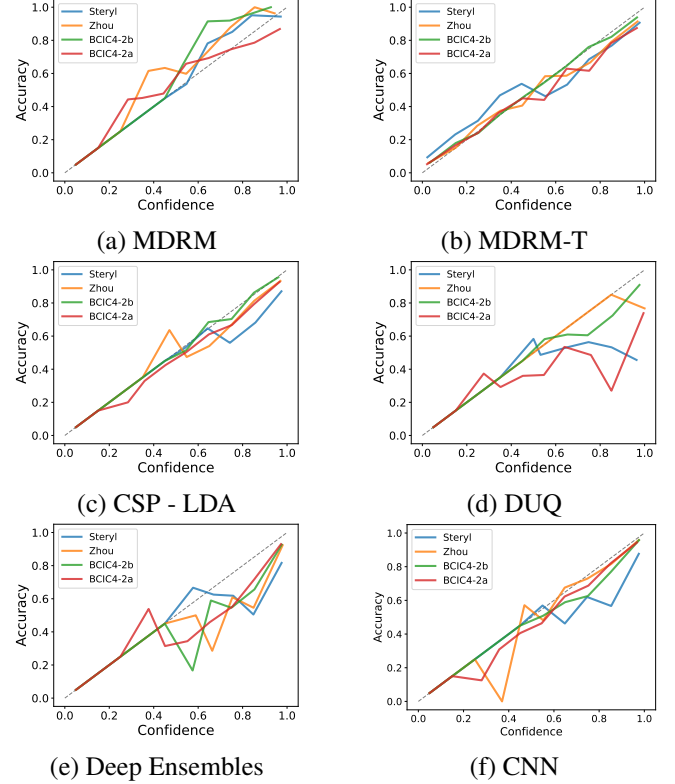 1.0
0.8
0.6
0.4
0.2
0.0
Accuracy
Steryl
Zhou
BCIC4-2b
BCIC4-2a
0.0 0.2 0.4 0.6 0.8 1.0
Confidence
(a) MDRM
1.0
0.8
0.6
0.4
0.2
0.0
Accuracy
Steryl
Zhou
BCIC4-2b
BCIC4-2a
0.0 0.2 0.4 0.6 0.8 1.0
Confidence
(b) MDRM-T
1.0
0.8
0.6
0.4
0.2
0.0
Accuracy
Steryl
Zhou
BCIC4-2b
BCIC4-2a
0.0 0.2 0.4 0.6 0.8 1.0
Confidence
(c) CSP - LDA
1.0
0.8
0.6
0.4
0.2
0.0
Accuracy
Steryl
Zhou
BCIC4-2b
BCIC4-2a
0.0 0.2 0.4 0.6 0.8 1.0
Confidence
(d) DUQ
1.0
0.8
0.6
0.4
0.2
0.0
Accuracy
Steryl
Zhou
BCIC4-2b
BCIC4-2a
0.0 0.2 0.4 0.6 0.8 1.0
Confidence
(e) Deep Ensembles
1.0
0.8
0.6
0.4
0.2
0.0
Accuracy
Steryl
Zhou
BCIC4-2b
BCIC4-2a
0.0 0.2 0.4 0.6 0.8 1.0
Confidence
(f) CNN